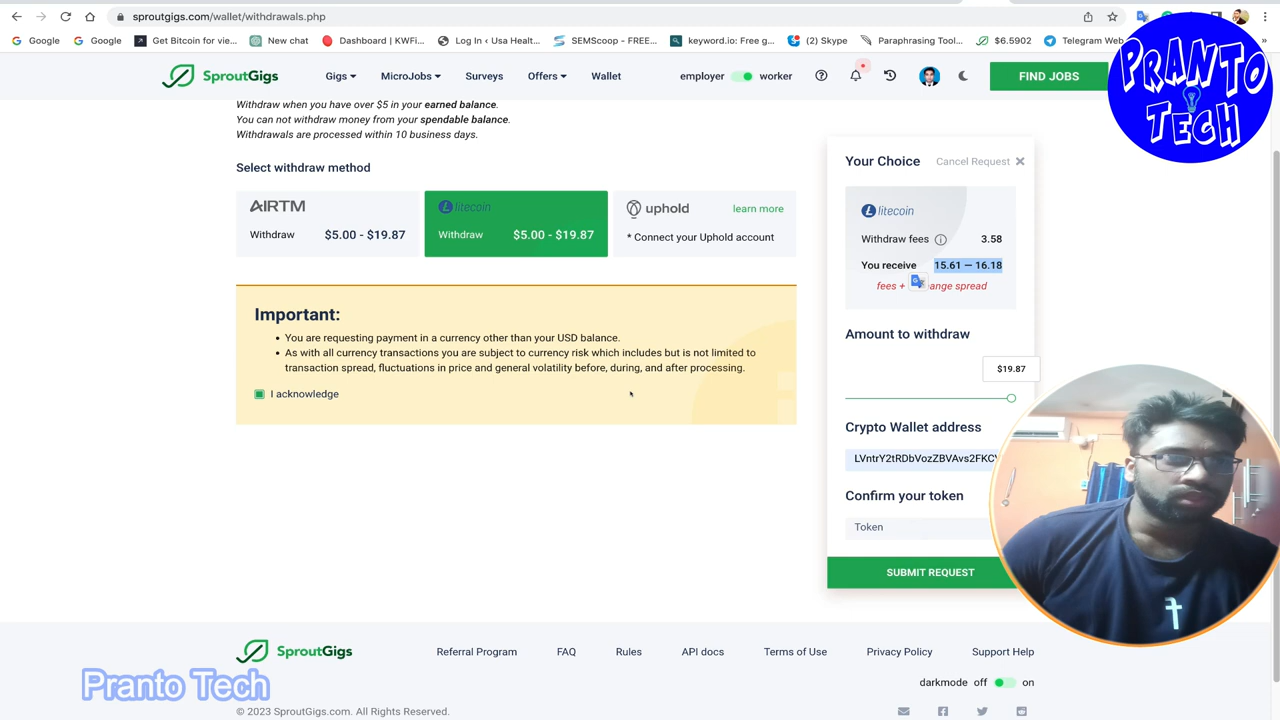 sproutgigs.com/wallet/withdrawals.php
Google
Google
Get Bitcoin for vie...
New chat
Dashboard | KWFi...
Log In ‹ Usa Healt...
SEMScoop - FREE...
keyword.io: Free g...
(2) Skype
Paraphrasing Tool...
$6.5902
Telegram Web
»
PRANTO
TECH
SproutGigs
Gigs
MicroJobs
Surveys
Offers
Wallet
employer
worker
FIND JOBS
Withdraw when you have over $5 in your earned balance.
You can not withdraw money from your spendable balance.
Withdrawals are processed within 10 business days.
Select withdraw method
AIRTM
Withdraw $5.00 - $19.87
litecoin
Withdraw $5.00 - $19.87
uphold learn more
* Connect your Uphold account
Important:
• You are requesting payment in a currency other than your USD balance.
• As with all currency transactions you are subject to currency risk which includes but is not limited to
transaction spread, fluctuations in price and general volatility before, during, and after processing.
I acknowledge
Your Choice Cancel Request
litecoin
Withdraw fees 3.58
You receive 15.61 — 16.18
fees + ange spread
Amount to withdraw
$19.87
Crypto Wallet address
LVntrY2tRDbVozZBVAvs2FKC
Confirm your token
Token
SUBMIT REQUEST
SproutGigs
Referral Program
FAQ
Rules
API docs
Terms of Use
Privacy Policy
Support Help
darkmode off on
Pranto Tech
© 2023 SproutGigs.com. All Rights Reserved.